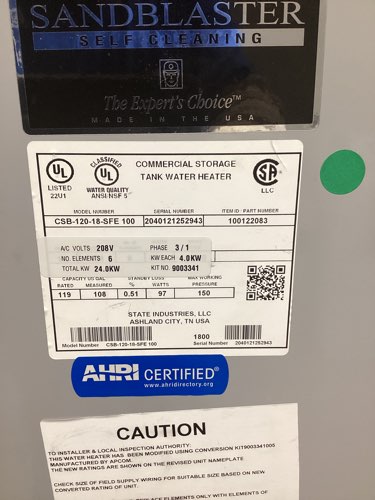 SANDBLASTER
SELF CLEANING
The Expert's Choice™
MADE IN THE USA
COMMERCIAL STORAGE
TANK WATER HEATER
UL
LISTED
22U1
CLASSIFIED
UL
WATER QUALITY
ANSI/NSF 5
SA
LLC
MODEL NUMBER SERIAL NUMBER ITEM ID / PART NUMBER
CSB-120-18-SFE 100 2040121252943 100122083
A/C VOLTS 208V PHASE 3/1
NO ELEMENTS 6 KW EACH 4.0KW
TOTAL KW 24.0KW KIT NO. 9003341
CAPACITY US GAL STANDBY LOSS MAX WORKING
RATED MEASURED % WATTS PRESSURE
119 108 0.51 97 150
STATE INDUSTRIES, LLC
ASHLAND CITY, TN USA
1800
Model Number CSB-120-18-SFE 100 Serial Number 2040121252943
AHRI CERTIFIED®
www.ahridirectory.org
CAUTION
TO INSTALLER & LOCAL INSPECTION AUTHORITY:
THIS WATER HEATER HAS BEEN MODIFIED USING CONVERSION KIT9003341005
MANUFACTURED BY APCOM.
THE NEW RATINGS ARE SHOWN ON THE REVISED UNIT NAMEPLATE.
CHECK SIZE OF FIELD SUPPLY WIRING FOR SUITABLE SIZE BASED ON NEW
CONVERTED RATING OF UNIT.
REPLACE ELEMENTS ONLY WITH ELEMENTS OF